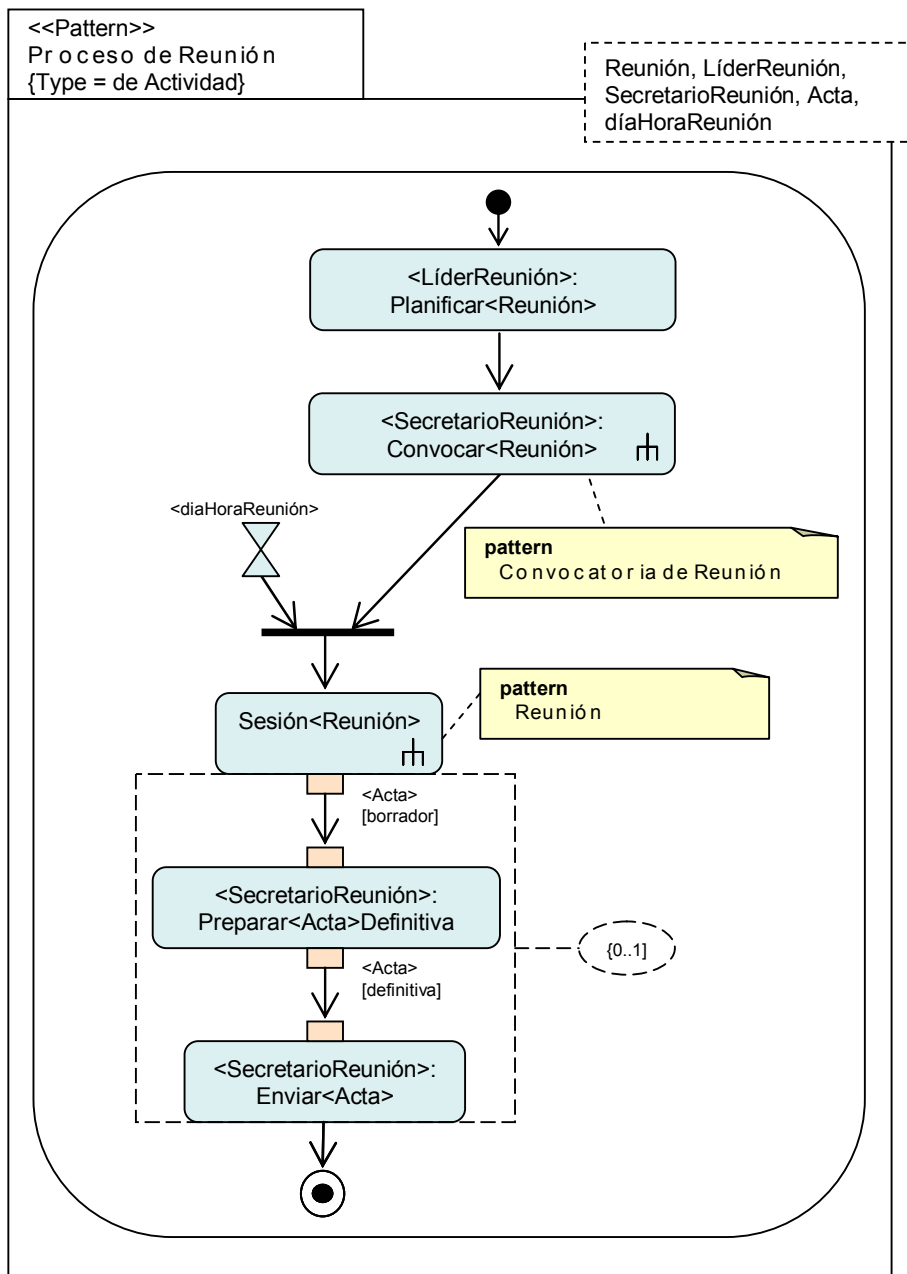 <<Pattern>>
Proceso de Reunión
{Type = de Actividad}
Reunión, LíderReunión,
SecretarioReunión, Acta,
díaHoraReunión
<LíderReunión>:
Planificar<Reunión>
<SecretarioReunión>:
Convocar<Reunión>
<diaHoraReunión>
pattern
Convocatoria de Reunión
pattern
Reunión
Sesión<Reunión>
<Acta>
[borrador]
<SecretarioReunión>:
Preparar<Acta>Definitiva
{0..1]
<Acta>
[definitiva]
<SecretarioReunión>:
Enviar<Acta>